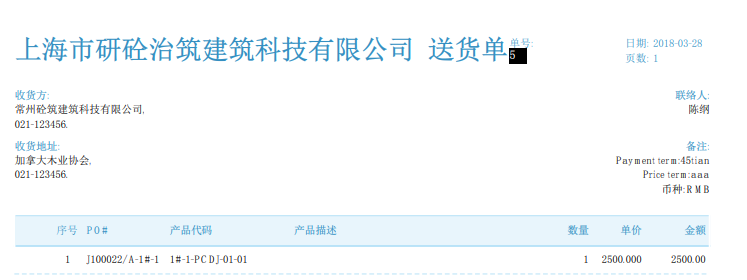 上海市研砼治筑建筑科技有限公司 送货单
单号:
5
日期: 2018-03-28
页数: 1
收货方:
常州砼筑建筑科技有限公司,
021-123456.
联络人:
陈纲
收货地址:
加拿大木业协会,
021-123456.
备注:
Payment term:45tian
Price term:aaa
币种:RMB
序号 PO# 产品代码 产品描述 数量 单价 金额
1 J100022/A-1#-1 1#-1-PCDJ-01-01 1 2500.000 2500.00